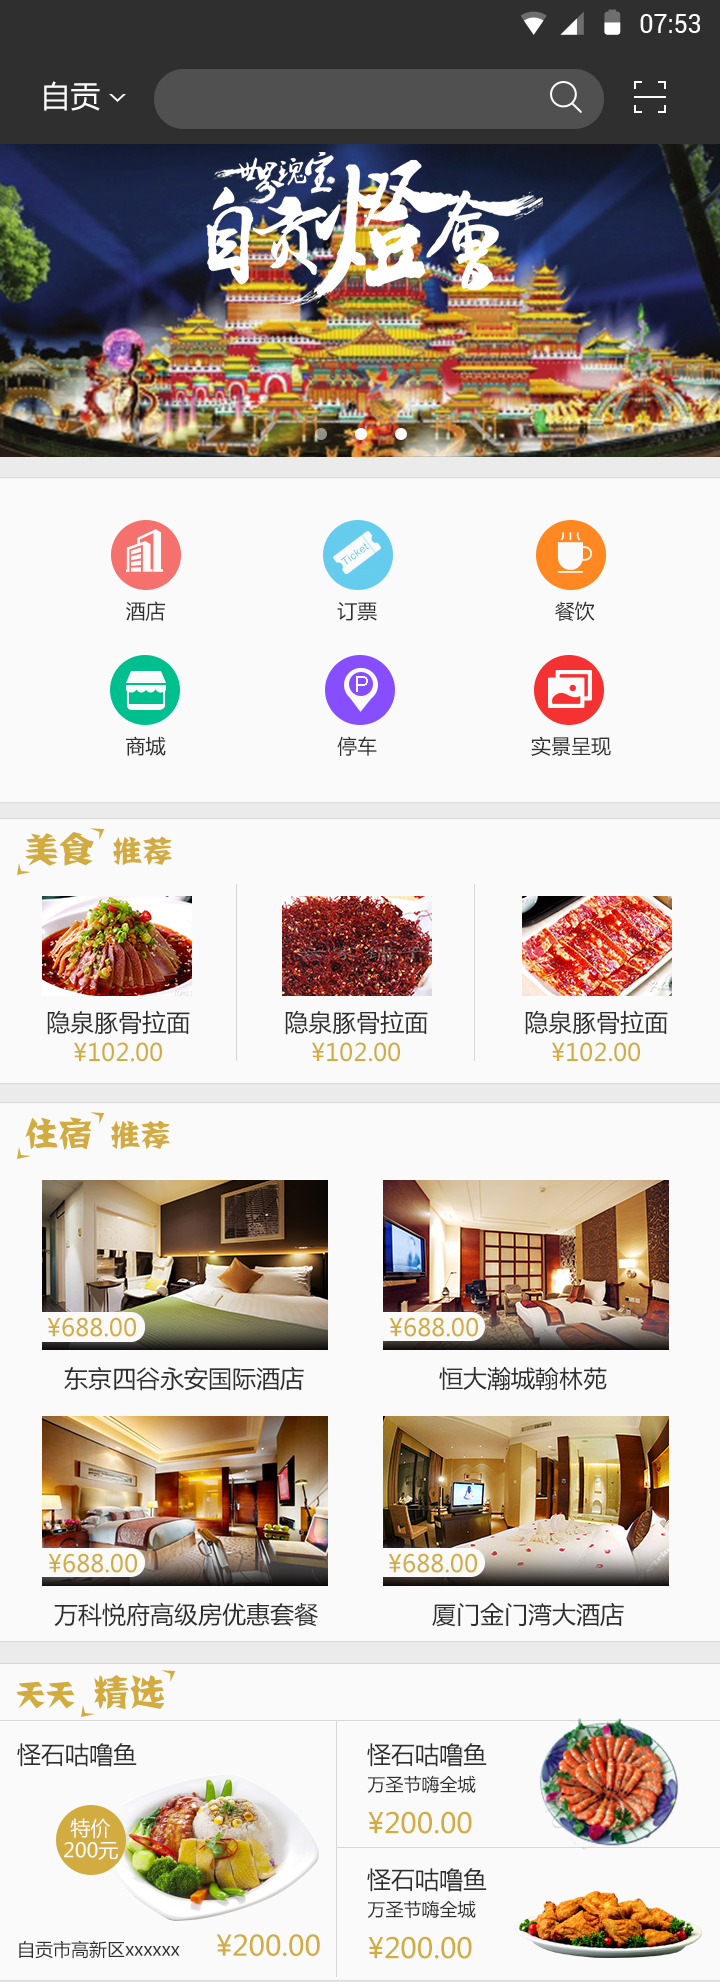 07:53
自贡
一世界瑰宝
自贡燈會
酒店
Ticket
订票
餐饮
商城
P
停车
实景呈现
美食 推荐
隐泉豚骨拉面
¥102.00
隐泉豚骨拉面
¥102.00
隐泉豚骨拉面
¥102.00
住宿 推荐
¥688.00
¥688.00
东京四谷永安国际酒店
恒大瀚城翰林苑
¥688.00
¥688.00
万科悦府高级房优惠套餐
厦门金门湾大酒店
天天 精选
怪石咕噜鱼
特价
200元
自贡市高新区xxxxxx
¥200.00
怪石咕噜鱼
万圣节嗨全城
¥200.00
怪石咕噜鱼
万圣节嗨全城
¥200.00